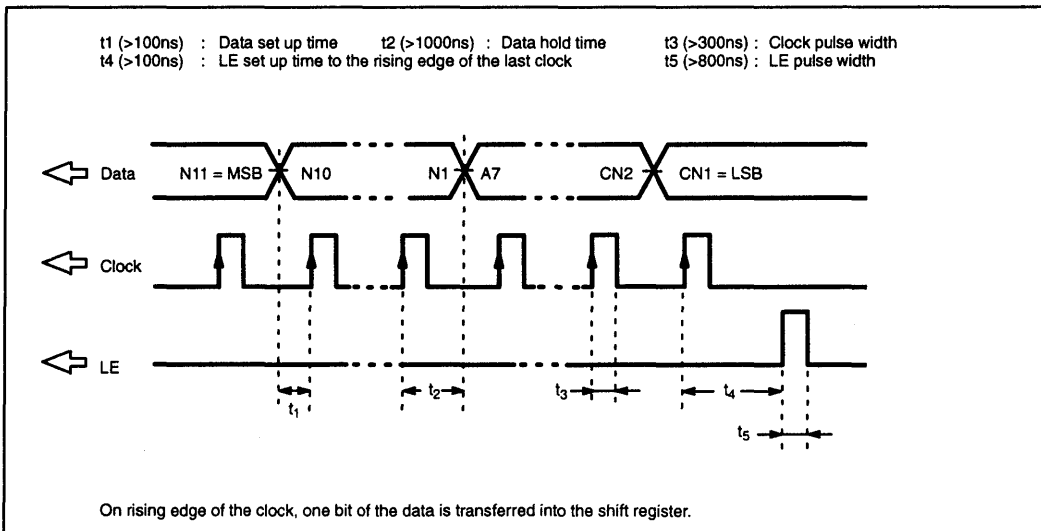 t1 (>100ns) : Data set up time t2 (>1000ns) : Data hold time t3 (>300ns) : Clock pulse width
t4 (>100ns) : LE set up time to the rising edge of the last clock t5 (>800ns) : LE pulse width
Data N11 = MSB N10 N1 A7 CN2 CN1 = LSB
Clock
LE
t1 t2 t3 t4
t5
On rising edge of the clock, one bit of the data is transferred into the shift register.